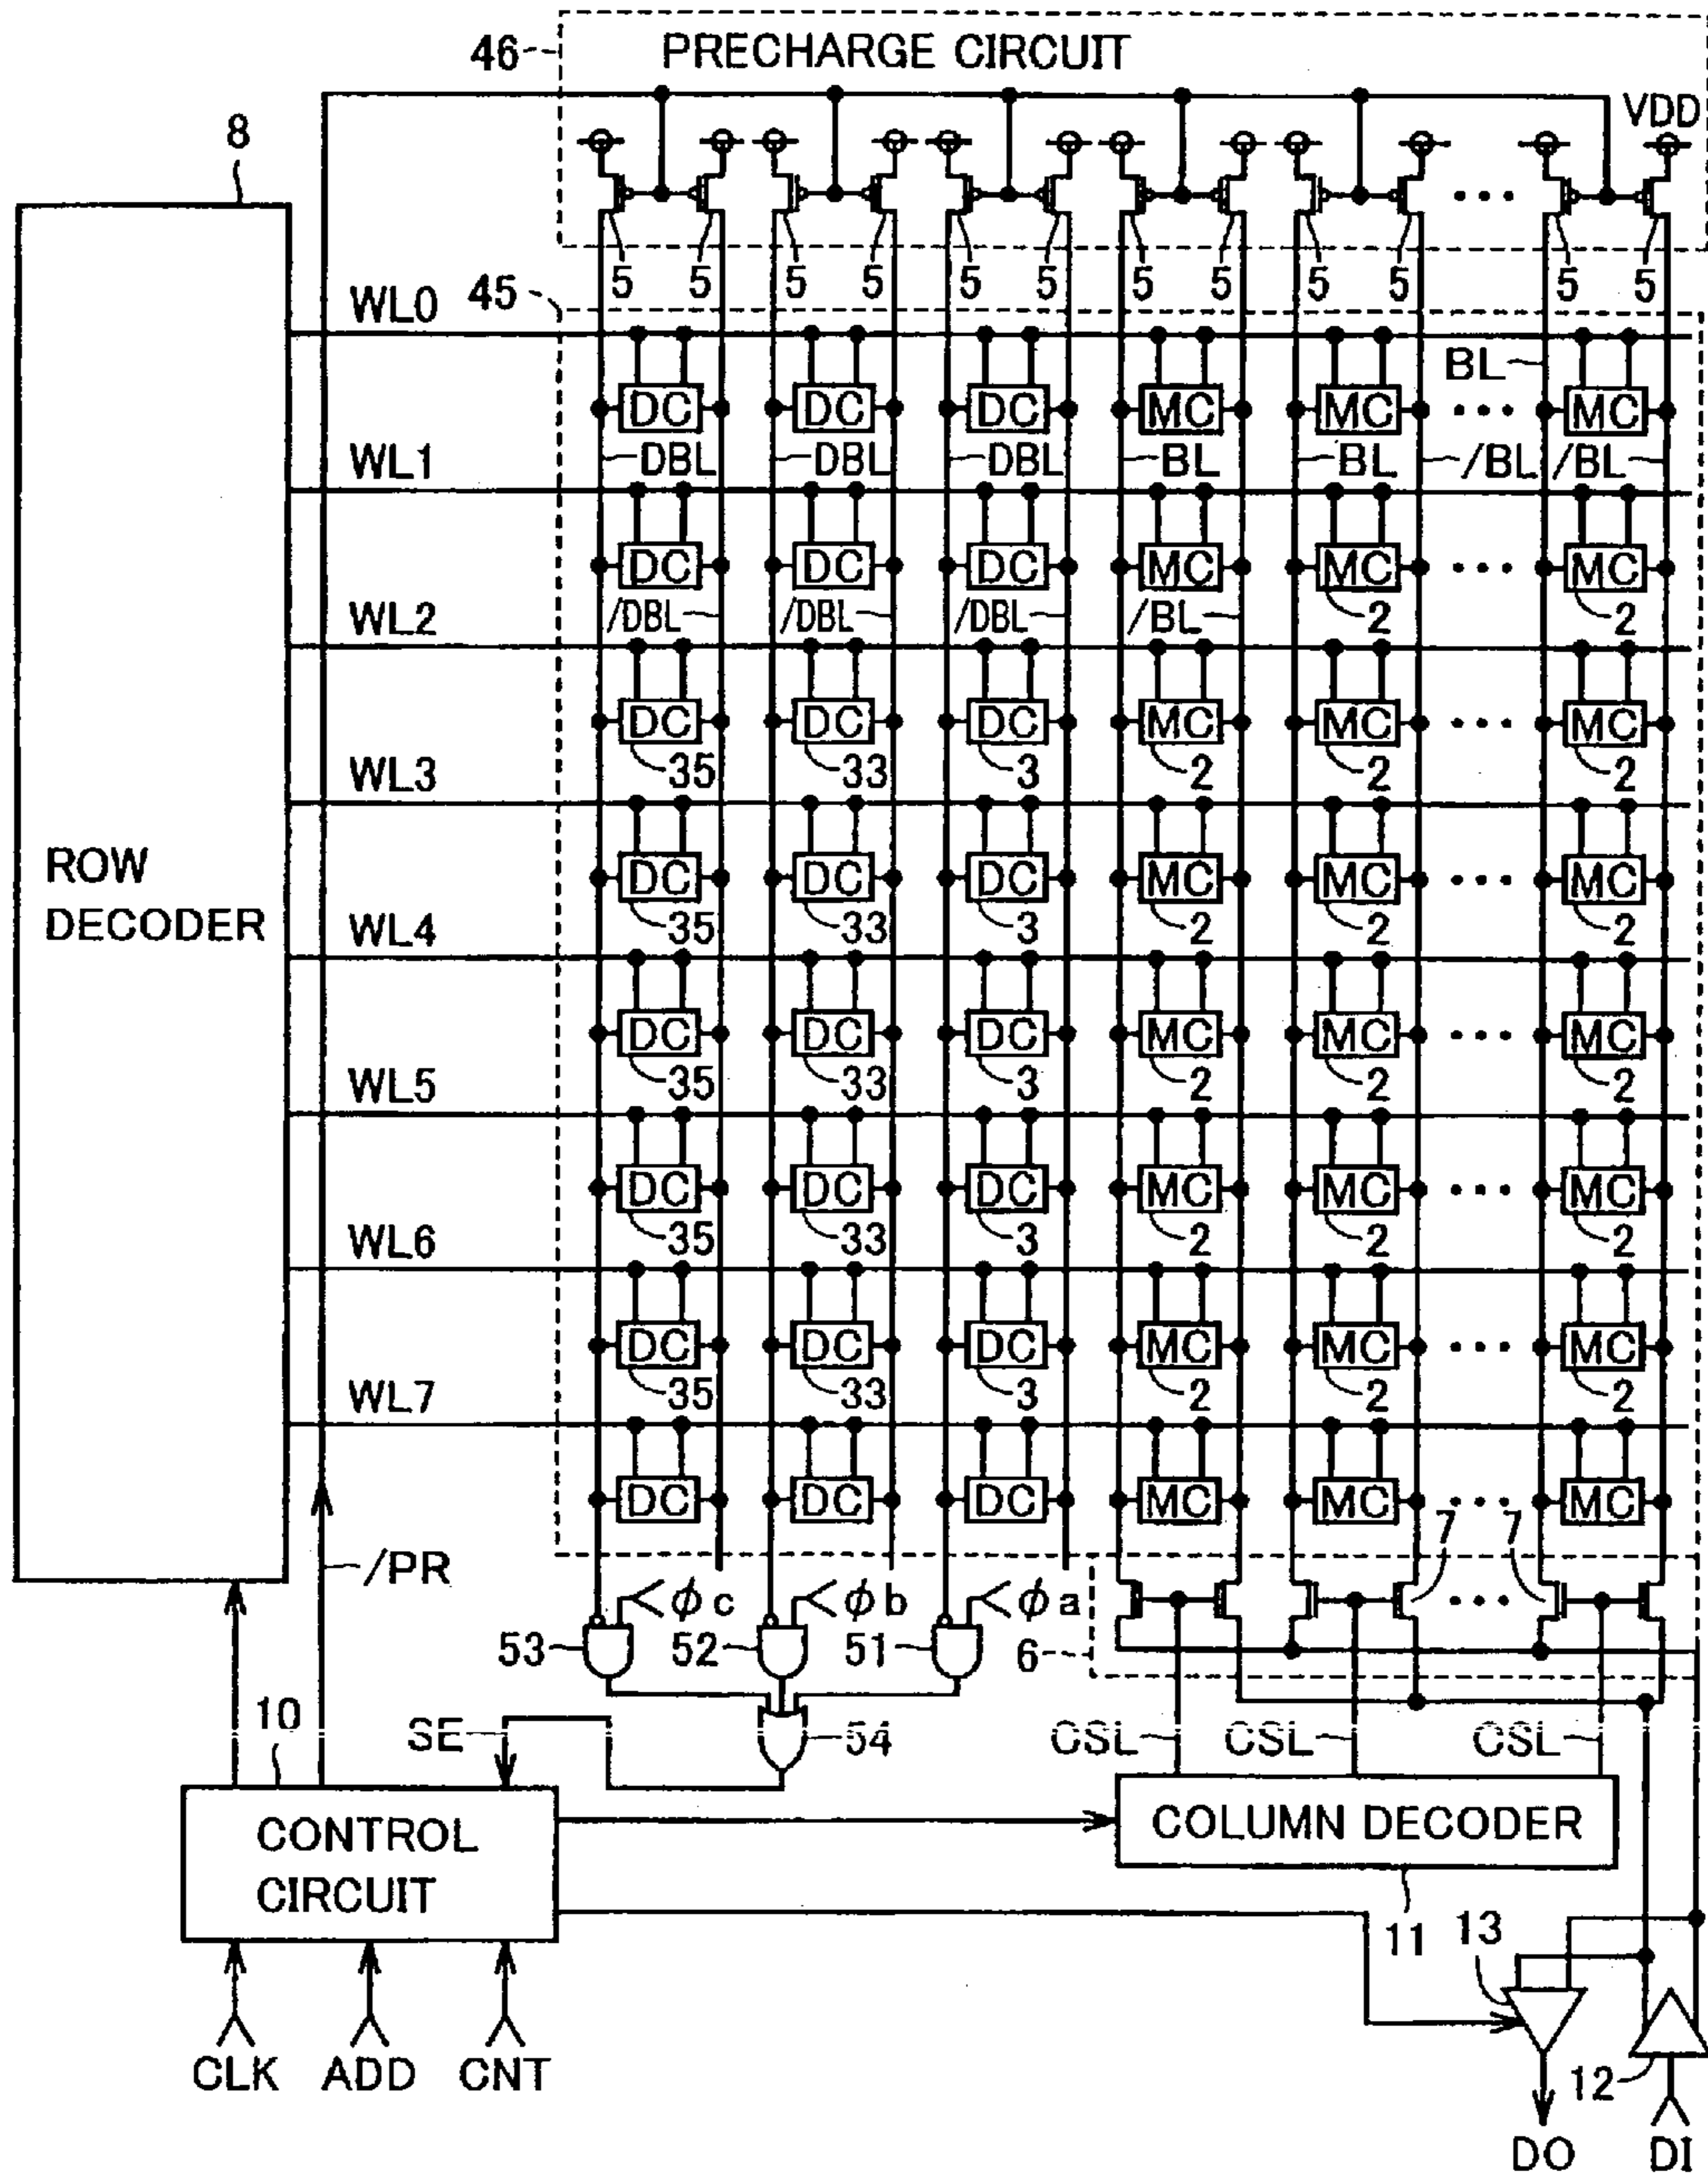 46 PRECHARGE CIRCUIT
8 VDD
5 5 5 5 5 5 5 5 5 5 ... 5 5
45
WL0
BL
DC DC DC MC MC ... MC
WL1 DBL DBL DBL BL BL /BL /BL
DC DC DC MC MC ... MC
2 2
WL2 /DBL /DBL /DBL /BL
DC DC DC MC MC ... MC
35 33 3 2 2 2
WL3
DC DC DC MC MC ... MC
35 33 3 2 2 2
ROW
DECODER
WL4
DC DC DC MC MC ... MC
35 33 3 2 2 2
WL5
DC DC DC MC MC ... MC
35 33 3 2 2 2
WL6
DC DC DC MC MC ... MC
35 33 3 2 2 2
WL7
DC DC DC MC MC ... MC
7 7
/PR φc φb φa ...
53 52 51 6
10 SE 54 CSL CSL CSL
CONTROL
CIRCUIT
COLUMN DECODER
11 13
CLK ADD CNT
12
DO DI